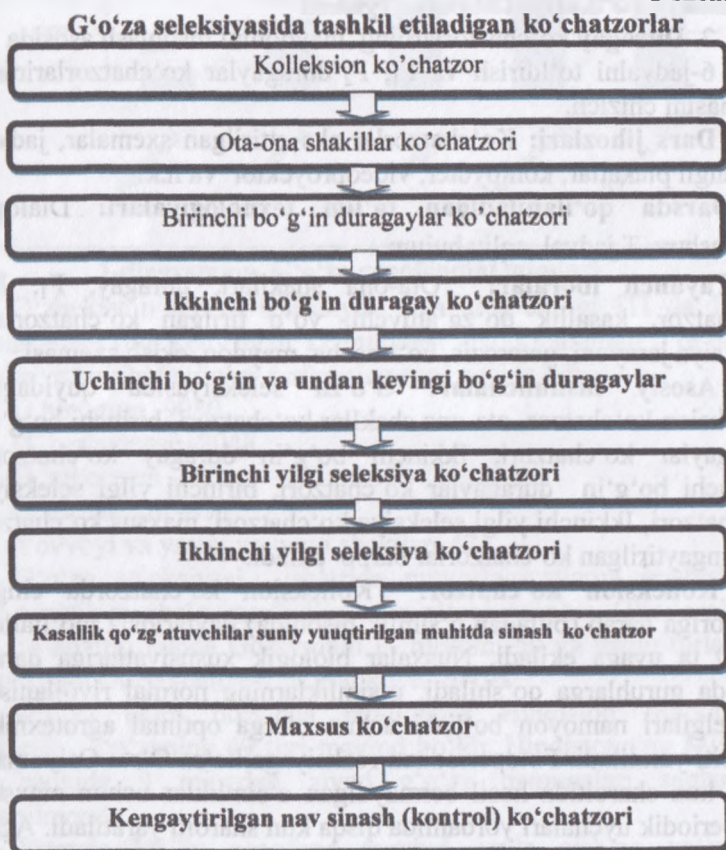 G‘o‘za seleksiyasida tashkil etiladigan ko‘chatzorlar
Kolleksion ko’chatzor
Ota-ona shakillar ko’chatzori
Birinchi bo‘g‘in duragaylar ko‘chatzori
Ikkinchi bo‘g‘in duragay ko‘chatzori
Uchinchi bo‘g‘in va undan keyingi bo‘g‘in duragaylar
Birinchi yilgi seleksiya ko‘chatzori
Ikkinchi yilgi seleksiya ko‘chatzori
Kasallik qo‘zg‘atuvchilar suniy yuuqtirilgan muhitda sinash ko‘chatzor
Maxsus ko‘chatzor
Kengaytirilgan nav sinash (kontrol) ko‘chatzori